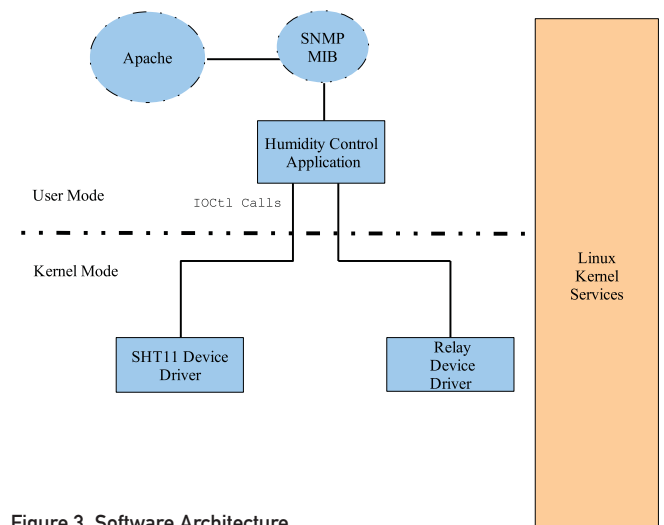 Apache
SNMP
MIB
Humidity Control
Application
User Mode
IOCtl Calls
Kernel Mode
Linux
Kernel
Services
SHT11 Device
Driver
Relay
Device
Driver
Figure 3. Software Architecture